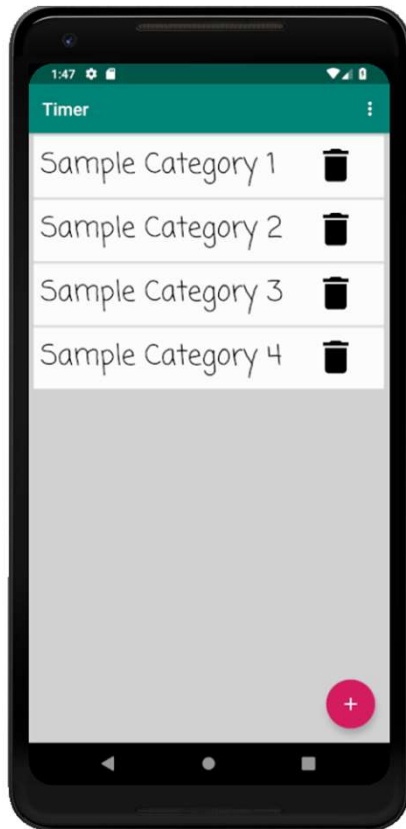 1:47
Timer
Sample Category 1
Sample Category 2
Sample Category 3
Sample Category 4
+